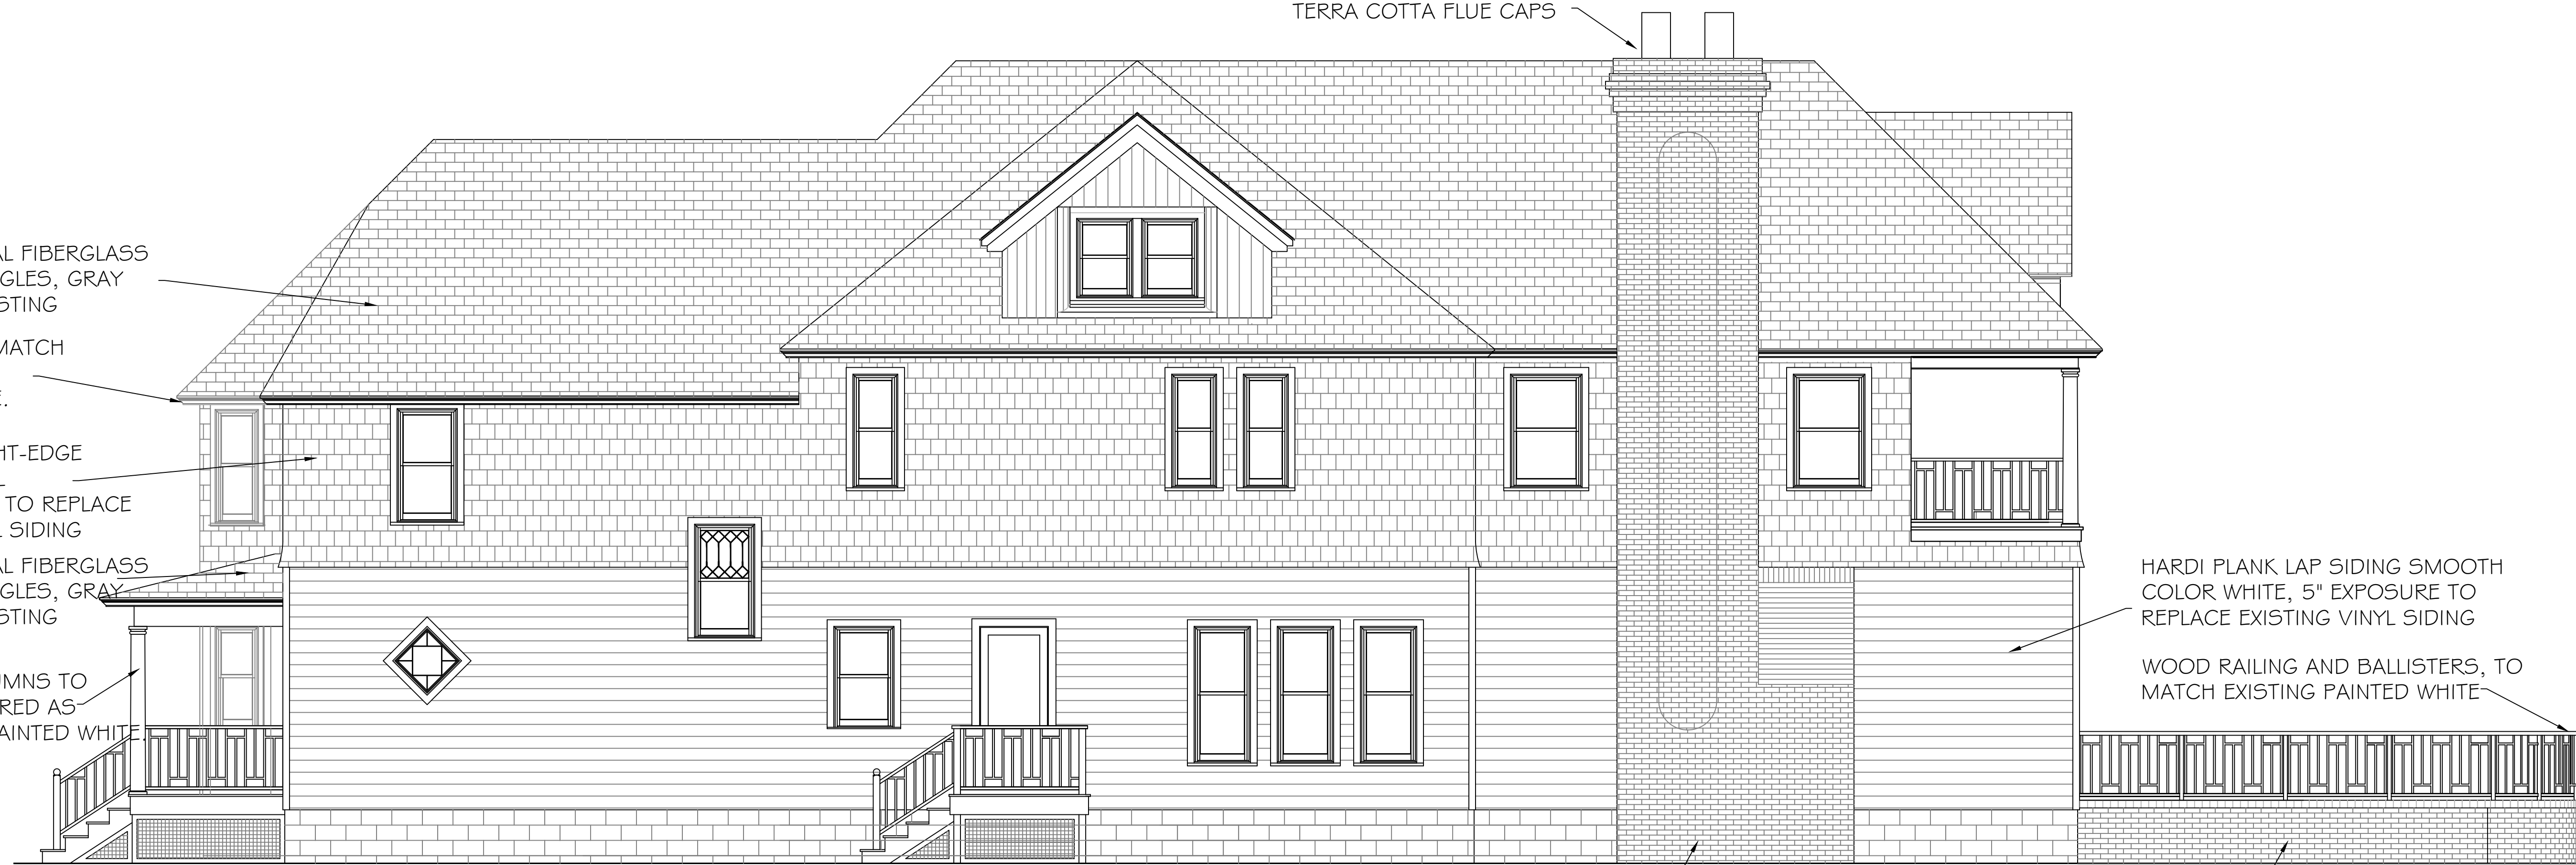 TERRA COTTA FLUE CAPS
AL FIBERGLASS
GLES, GRAY
STING
MATCH
HT-EDGE
TO REPLACE
SIDING
AL FIBERGLASS
GLES, GRAY
STING
UMNS TO
RED AS
AINTED WHITE.
HARDI PLANK LAP SIDING SMOOTH
COLOR WHITE, 5" EXPOSURE TO
REPLACE EXISTING VINYL SIDING
WOOD RAILING AND BALLISTERS, TO
MATCH EXISTING PAINTED WHITE